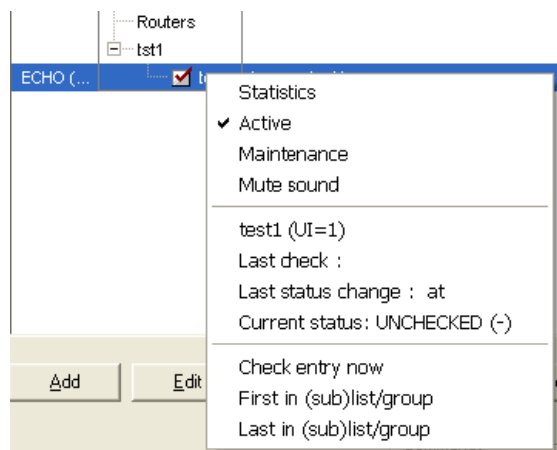 Routers
tst1
ECHO (...
Statistics
Active
Maintenance
Mute sound
test1 (UI=1)
Last check :
Last status change : at
Current status: UNCHECKED (-)
Check entry now
First in (sub)list/group
Last in (sub)list/group
Add
Edit